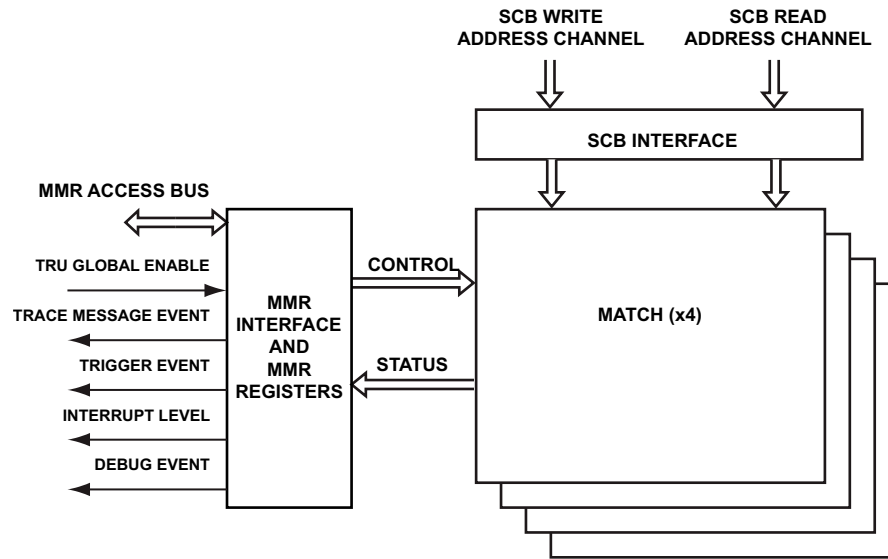 SCB WRITE
ADDRESS CHANNEL
SCB READ
ADDRESS CHANNEL
SCB INTERFACE
MMR ACCESS BUS
TRU GLOBAL ENABLE
TRACE MESSAGE EVENT
TRIGGER EVENT
INTERRUPT LEVEL
DEBUG EVENT
MMR
INTERFACE
AND
MMR
REGISTERS
CONTROL
STATUS
MATCH (x4)